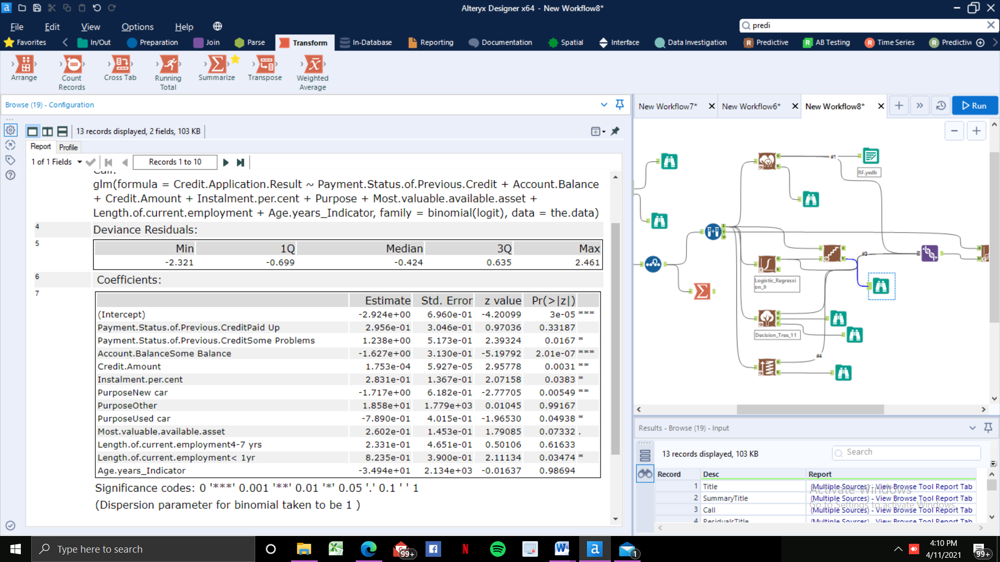 Alteryx Designer x64 - New Workflow8*
File Edit View Options Help
predi
Favorites In/Out Preparation Join Parse Transform In-Database Reporting Documentation Spatial Interface Data Investigation Predictive AB Testing Time Series Predictiv
Arrange Count Records Cross Tab Running Total Summarize Transpose Weighted Average
Browse (19) - Configuration
New Workflow7* New Workflow6* New Workflow8* Run
13 records displayed, 2 fields, 103 KB
Report Profile
1 of 1 Fields Records 1 to 10
Call:
glm(formula = Credit.Application.Result ~ Payment.Status.of.Previous.Credit + Account.Balance
+ Credit.Amount + Instalment.per.cent + Purpose + Most.valuable.available.asset +
Length.of.current.employment + Age.years_Indicator, family = binomial(logit), data = the.data)
4 Deviance Residuals:
5 Min 1Q Median 3Q Max
-2.321 -0.699 -0.424 0.635 2.461
6 Coefficients:
7 Estimate Std. Error z value Pr(>|z|)
(Intercept) -2.924e+00 6.960e-01 -4.20099 3e-05 ***
Payment.Status.of.Previous.CreditPaid Up 2.956e-01 3.046e-01 0.97036 0.33187
Payment.Status.of.Previous.CreditSome Problems 1.238e+00 5.173e-01 2.39324 0.0167 *
Account.BalanceSome Balance -1.627e+00 3.130e-01 -5.19792 2.01e-07 ***
Credit.Amount 1.753e-04 5.927e-05 2.95778 0.0031 **
Instalment.per.cent 2.831e-01 1.367e-01 2.07158 0.0383 *
PurposeNew car -1.717e+00 6.182e-01 -2.77705 0.00549 **
PurposeOther 1.858e+01 1.779e+03 0.01045 0.99167
PurposeUsed car -7.890e-01 4.015e-01 -1.96530 0.04938 *
Most.valuable.available.asset 2.602e-01 1.453e-01 1.79085 0.07332 .
Length.of.current.employment4-7 yrs 2.331e-01 4.651e-01 0.50106 0.61633
Length.of.current.employment< 1yr 8.235e-01 3.900e-01 2.11134 0.03474 *
Age.years_Indicator -3.494e+01 2.134e+03 -0.01637 0.98694
Significance codes: 0 '***' 0.001 '**' 0.01 '*' 0.05 '.' 0.1 ' ' 1
(Dispersion parameter for binomial taken to be 1 )
#1
RF.yxdb
#3
Logistic_Regressi
on_9
Decision_Tree_11
#4
Results - Browse (19) - Input
13 records displayed, 103 KB Search
Record Desc Report
1 Title (Multiple Sources) - View Browse Tool Report Tab
2 SummaryTitle (Multiple Sources) - View Browse Tool Report Tab
3 Call (Multiple Sources) - View Browse Tool Report Tab
4 ResidualsTitle (Multiple Sources) - View Browse Tool Report Tab
Activate Windows
Go to Settings to activate Windows.
Type here to search
99+
1
4:10 PM
4/11/2021
99+